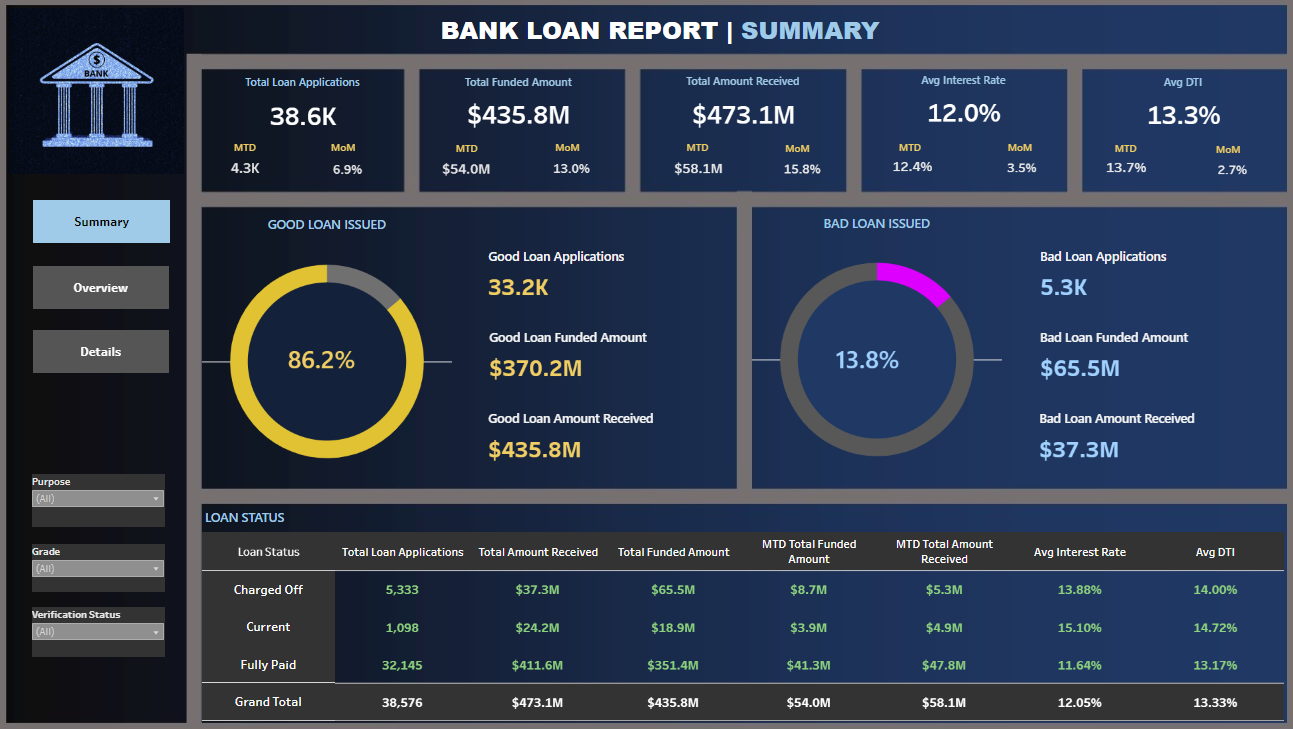 BANK LOAN REPORT | SUMMARY
$
BANK
Summary
Overview
Details
Purpose
(All)
Grade
(All)
Verification Status
(All)
Total Loan Applications
38.6K
MTD MoM
4.3K 6.9%
Total Funded Amount
$435.8M
MTD MoM
$54.0M 13.0%
Total Amount Received
$473.1M
MTD MoM
$58.1M 15.8%
Avg Interest Rate
12.0%
MTD MoM
12.4% 3.5%
Avg DTI
13.3%
MTD MoM
13.7% 2.7%
GOOD LOAN ISSUED
86.2%
Good Loan Applications
33.2K
Good Loan Funded Amount
$370.2M
Good Loan Amount Received
$435.8M
BAD LOAN ISSUED
13.8%
Bad Loan Applications
5.3K
Bad Loan Funded Amount
$65.5M
Bad Loan Amount Received
$37.3M
LOAN STATUS
Loan Status Total Loan Applications Total Amount Received Total Funded Amount MTD Total Funded Amount MTD Total Amount Received Avg Interest Rate Avg DTI
Charged Off 5,333 $37.3M $65.5M $8.7M $5.3M 13.88% 14.00%
Current 1,098 $24.2M $18.9M $3.9M $4.9M 15.10% 14.72%
Fully Paid 32,145 $411.6M $351.4M $41.3M $47.8M 11.64% 13.17%
Grand Total 38,576 $473.1M $435.8M $54.0M $58.1M 12.05% 13.33%